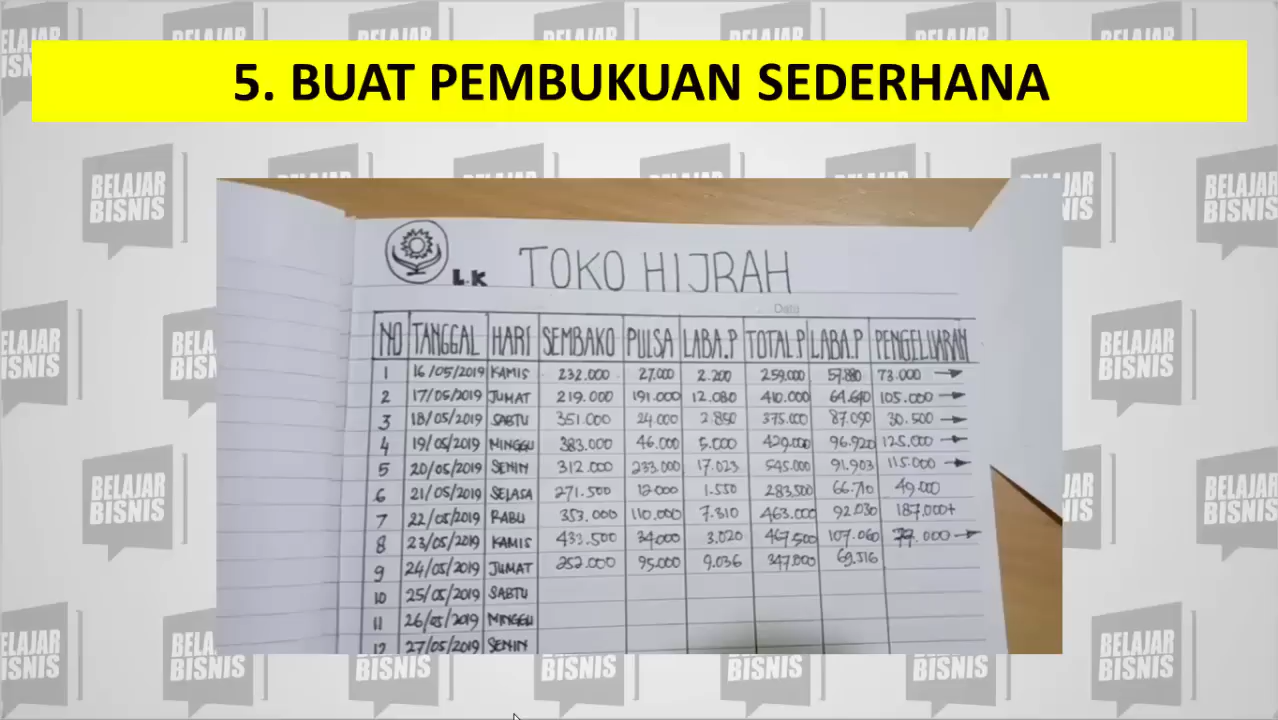 5. BUAT PEMBUKUAN SEDERHANA
L.K TOKO HIJRAH
Date
NO TANGGAL HARI SEMBAKO PULSA LABA.P TOTAL.P LABA.P PENGELUARAN
1 16/05/2019 KAMIS 232.000 27.000 2.200 259.000 57.880 73.000
2 17/05/2019 JUMAT 219.000 191.000 12.080 410.000 64.640 105.000
3 18/05/2019 SABTU 351.000 24.000 2.850 375.000 87.090 30.500
4 19/05/2019 MINGGU 383.000 46.000 5.000 429.000 96.920 125.000
5 20/05/2019 SENIN 312.000 233.000 17.023 545.000 91.903 115.000
6 21/05/2019 SELASA 271.500 12.000 1.550 283.500 66.710 49.000
7 22/05/2019 RABU 353.000 110.000 7.310 463.000 92.030 187.000+
8 23/05/2019 KAMIS 433.500 34.000 3.020 467.500 107.060 77.000
9 24/05/2019 JUMAT 252.000 95.000 9.036 347.000 69.316
10 25/05/2019 SABTU
11 26/05/2019 MINGGU
12 27/05/2019 SENIN
BELAJAR
BISNIS